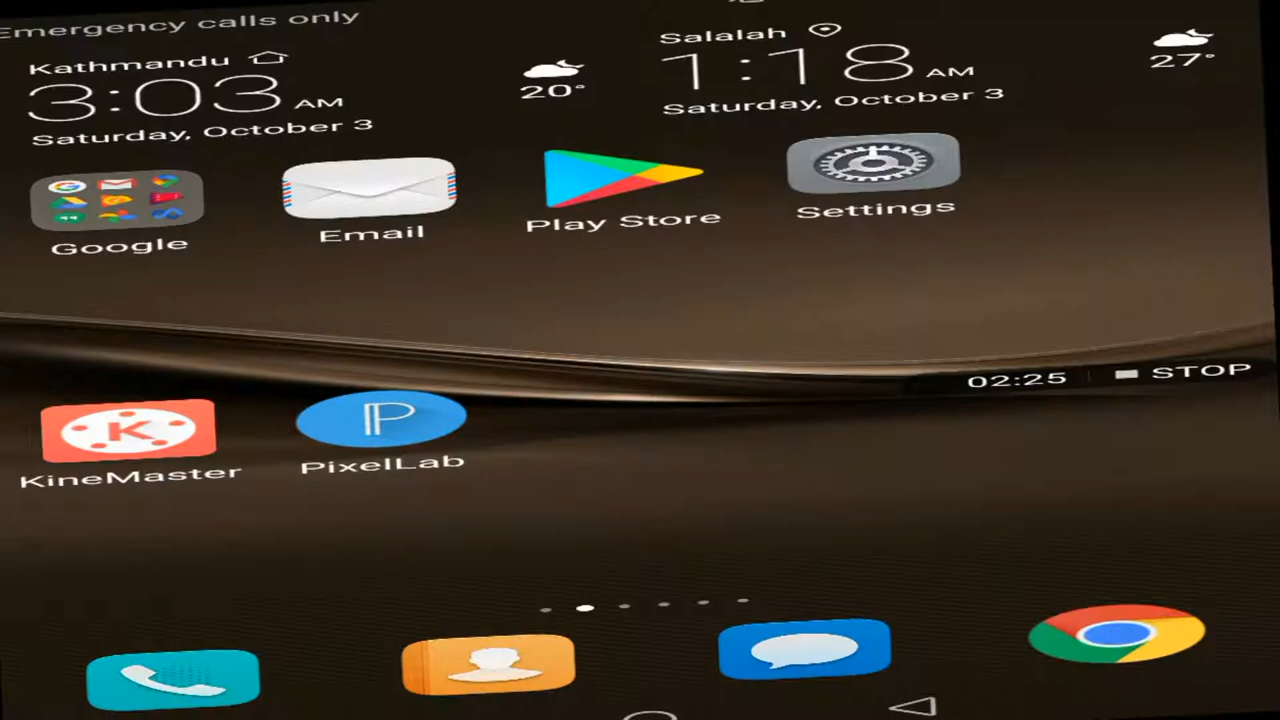 Emergency calls only
Kathmandu
3:03 AM
Saturday, October 3
20°
Salalah
1:18 AM
Saturday, October 3
27°
Google
Email
Play Store
Settings
02:25 STOP
KineMaster
PixelLab